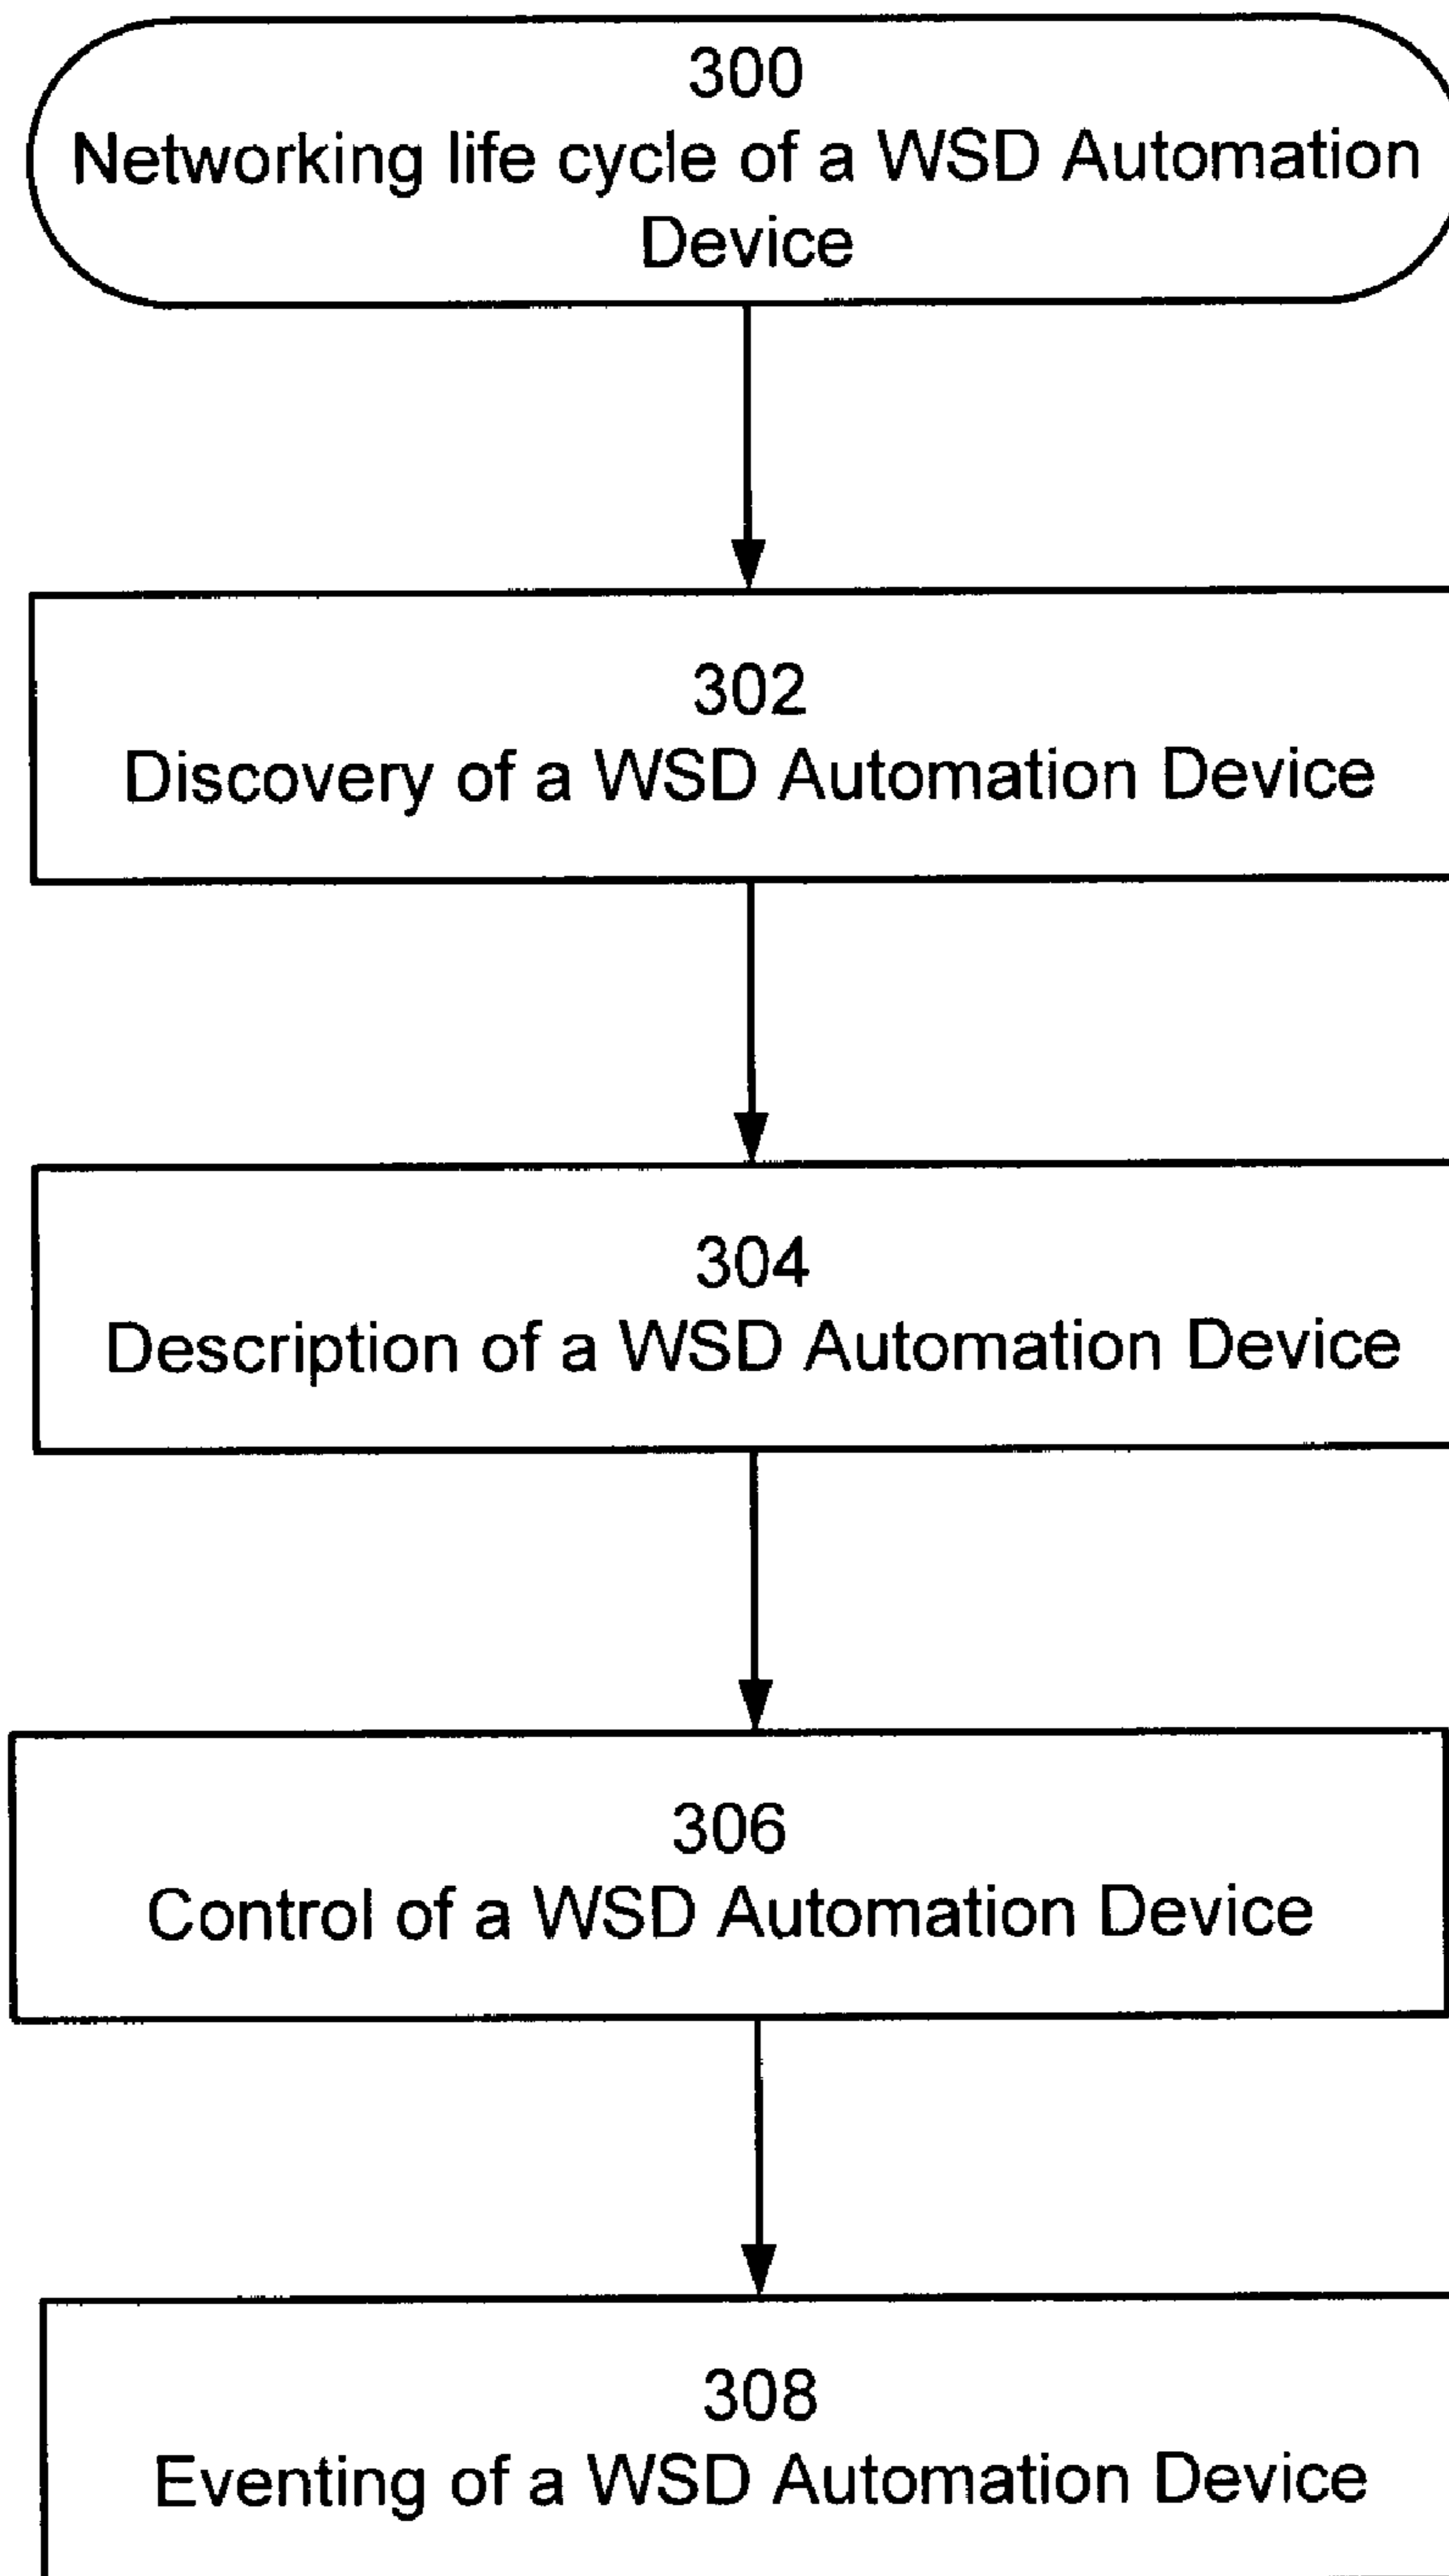 300
Networking life cycle of a WSD Automation
Device
302
Discovery of a WSD Automation Device
304
Description of a WSD Automation Device
306
Control of a WSD Automation Device
308
Eventing of a WSD Automation Device